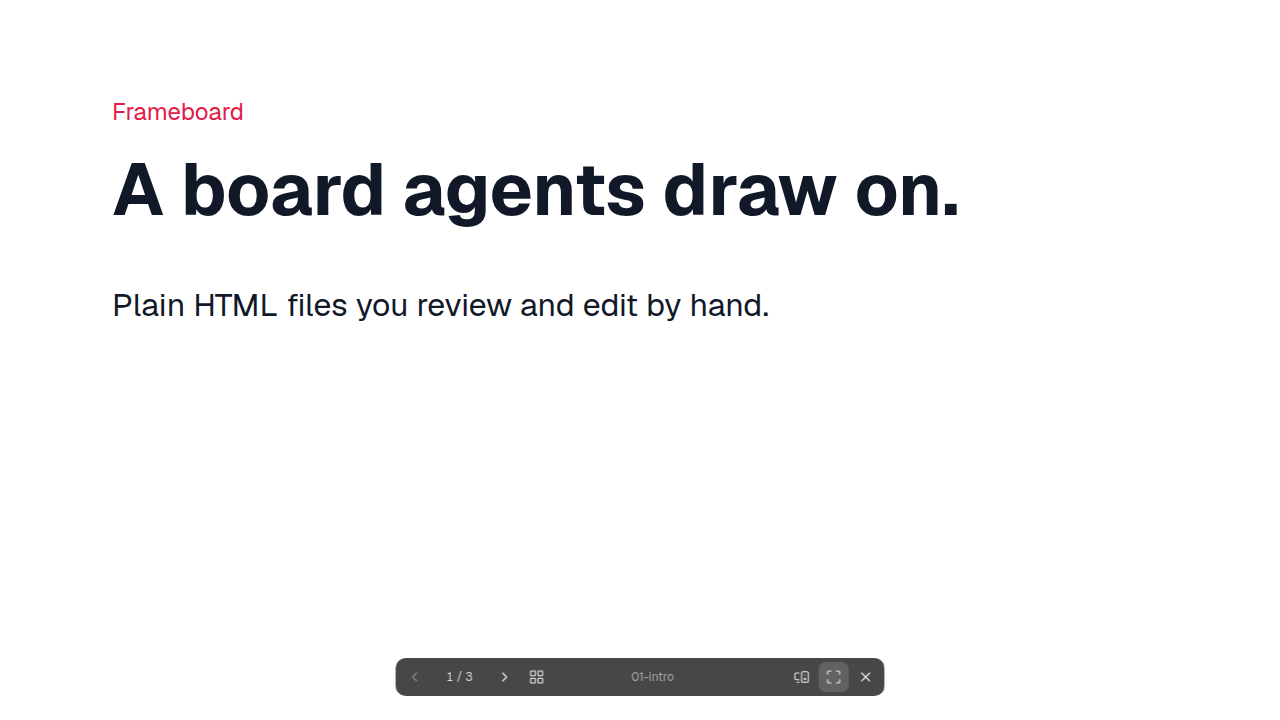 Frameboard
A board agents draw on.
Plain HTML files you review and edit by hand.
1 / 3
01-intro